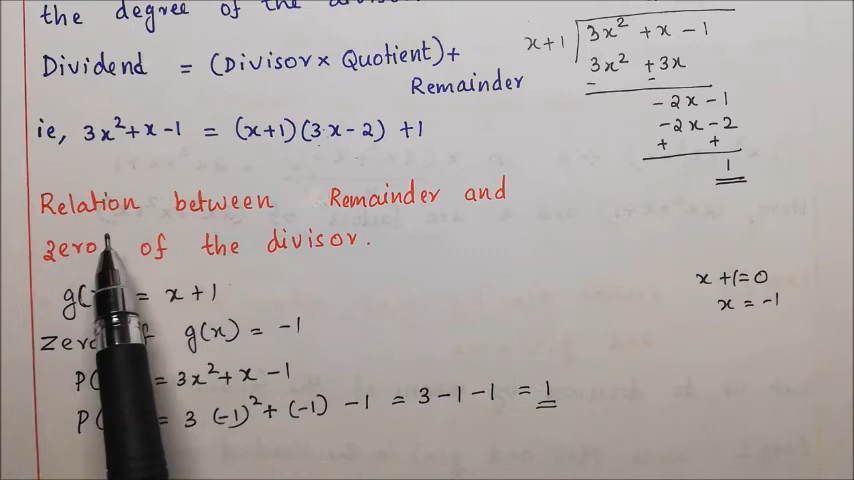 the degree of the divisor
Dividend = (Divisor x Quotient) +
Remainder
ie, 3x² + x - 1 = (x+1)(3x-2) +1
Relation between Remainder and
zero of the divisor.
g( = x + 1
Zero f g(x) = -1
P( = 3x² + x - 1
P( = 3 (-1)² + (-1) - 1 = 3 - 1 - 1 = 1
x+1 3x² + x - 1
3x² + 3x
- -
- 2x - 1
- 2x - 2
+ +
1
x + 1 = 0
x = -1